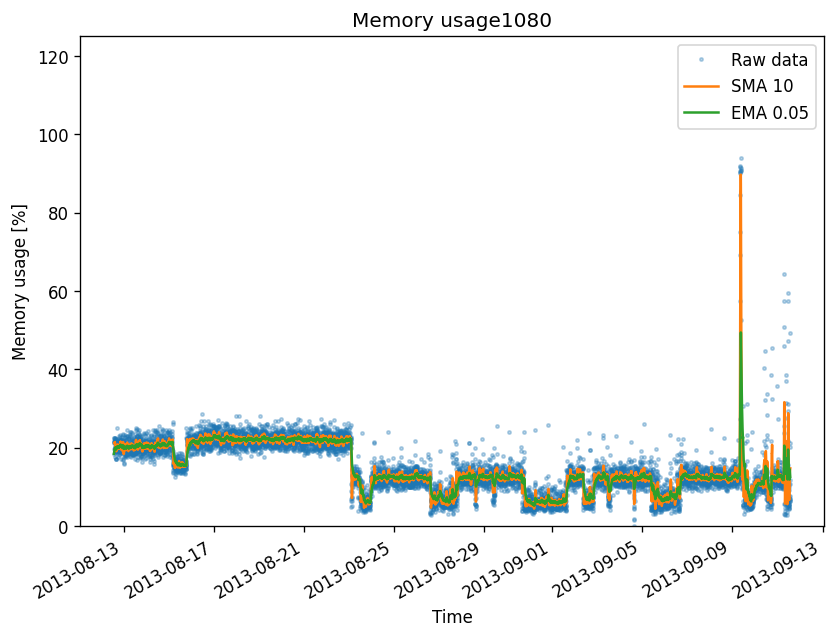 Memory usage1080
Raw data
SMA 10
EMA 0.05
Memory usage [%]
120
100
80
60
40
20
0
2013-08-13
2013-08-17
2013-08-21
2013-08-25
2013-08-29
2013-09-01
2013-09-05
2013-09-09
2013-09-13
Time